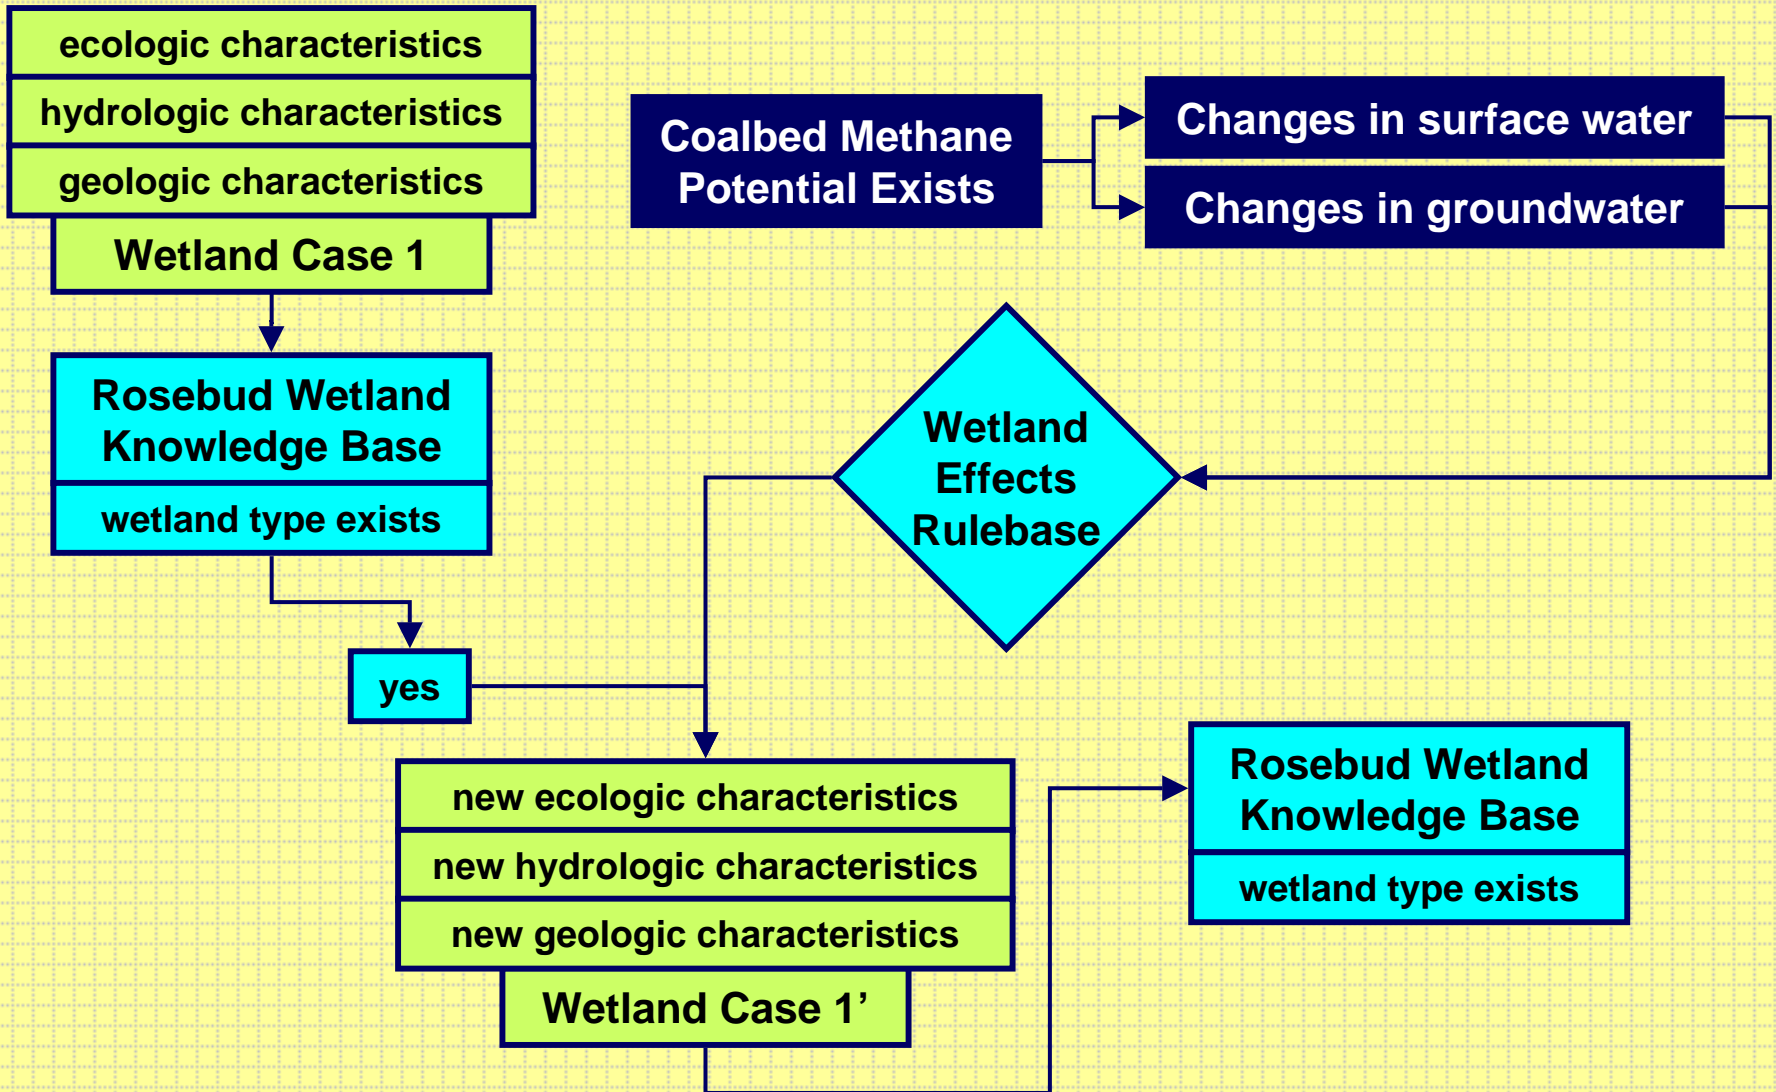 ecologic characteristics
hydrologic characteristics
geologic characteristics
Wetland Case 1
Coalbed Methane
Potential Exists
Changes in surface water
Changes in groundwater
Rosebud Wetland
Knowledge Base
wetland type exists
Wetland
Effects
Rulebase
yes
new ecologic characteristics
new hydrologic characteristics
new geologic characteristics
Wetland Case 1’
Rosebud Wetland
Knowledge Base
wetland type exists